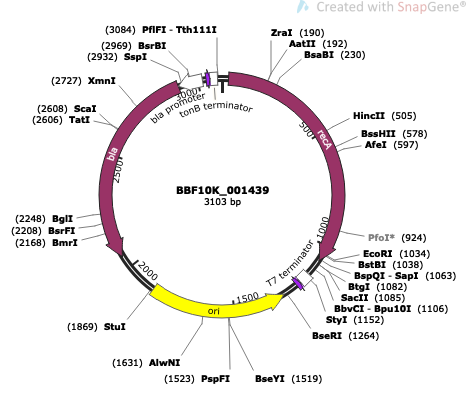 Created with SnapGene®
(3084) PflFI - Tth111I
(2969) BsrBI
(2932) SspI
(2727) XmnI
(2608) ScaI
(2606) TatI
(2248) BglI
(2208) BsrFI
(2168) BmrI
(1869) StuI
(1631) AlwNI
(1523) PspFI
BseYI (1519)
ZraI (190)
AatII (192)
BsaBI (230)
HincII (505)
BssHII (578)
AfeI (597)
PfoI* (924)
EcoRI (1034)
BstBI (1038)
BspQI - SapI (1063)
BtgI (1082)
SacII (1085)
BbvCI - Bpu10I (1106)
StyI (1152)
BseRI (1264)
bla promoter
tonB terminator
recA
bla
T7 terminator
ori
500
1000
1500
2000
2500
3000
BBF10K_001439
3103 bp